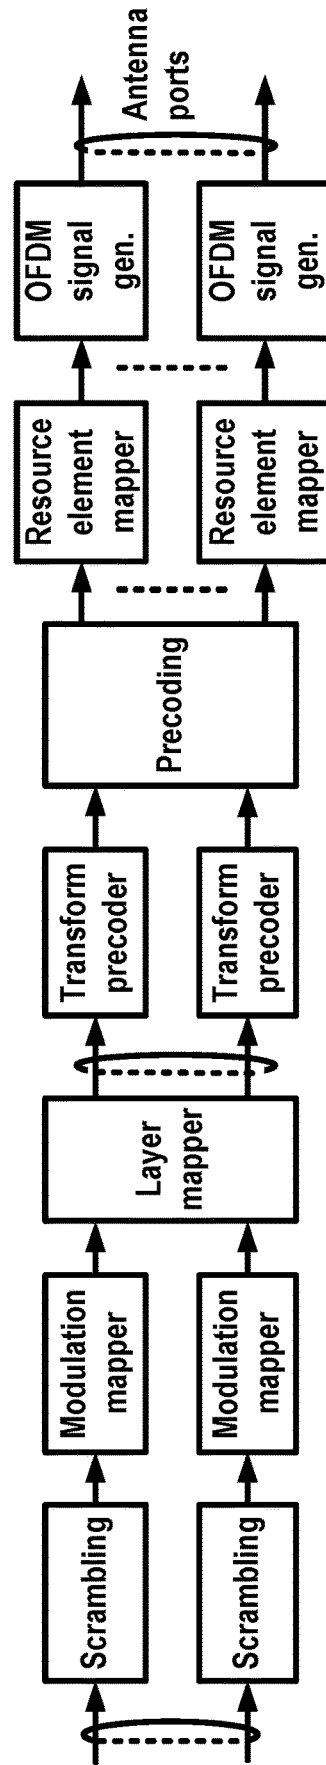 Scrambling
Scrambling
Modulation
mapper
Modulation
mapper
Layer
mapper
Transform
precoder
Transform
precoder
Precoding
Resource
element
mapper
Resource
element
mapper
OFDM
signal
gen.
OFDM
signal
gen.
Antenna
ports